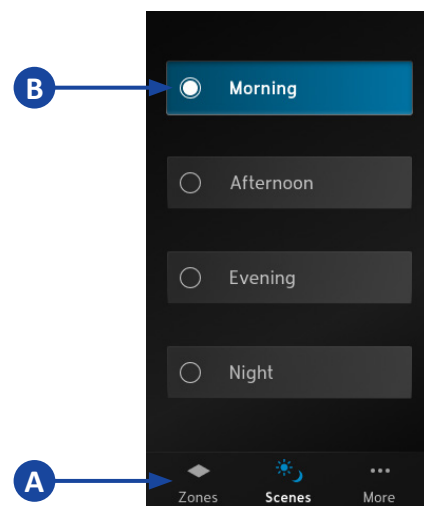 B
Morning
Afternoon
Evening
Night
A
Zones Scenes More